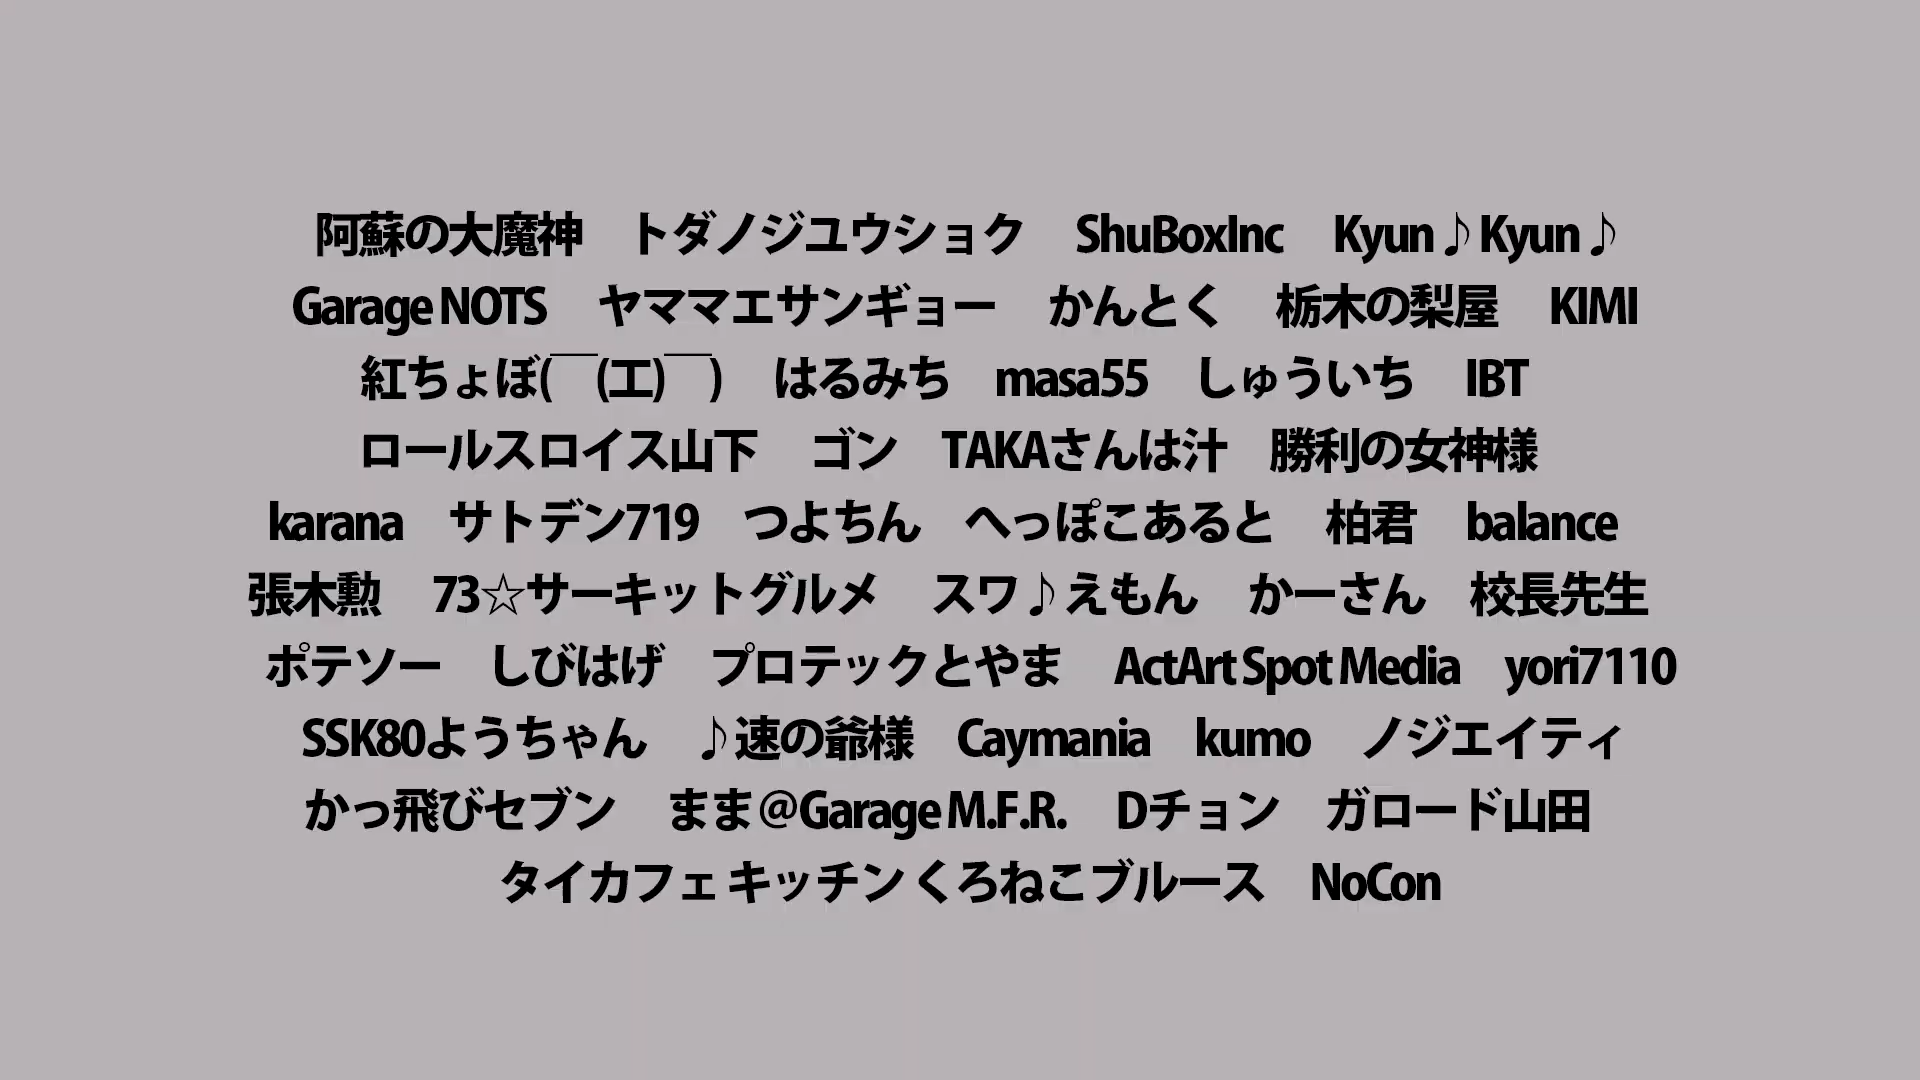 阿蘇の大魔神　トダノジユウショク　ShuBoxInc　Kyun♪Kyun♪
Garage NOTS　ヤママエサンギョー　かんとく　栃木の梨屋　KIMI
紅ちょぼ(￣(エ)￣)　はるみち　masa55　しゅういち　IBT
ロールスロイス山下　ゴン　TAKAさんは汁　勝利の女神様
karana　サトデン719　つよちん　へっぽこあると　柏君　balance
張木勲　73☆サーキットグルメ　スワ♪えもん　かーさん　校長先生
ポテソー　しびはげ　プロテックとやま　ActArt Spot Media　yori7110
SSK80ようちゃん　♪速の爺様　Caymania　kumo　ノジエイティ
かっ飛びセブン　まま@Garage M.F.R.　Dチョン　ガロード山田
タイカフェ キッチン くろねこブルース　NoCon